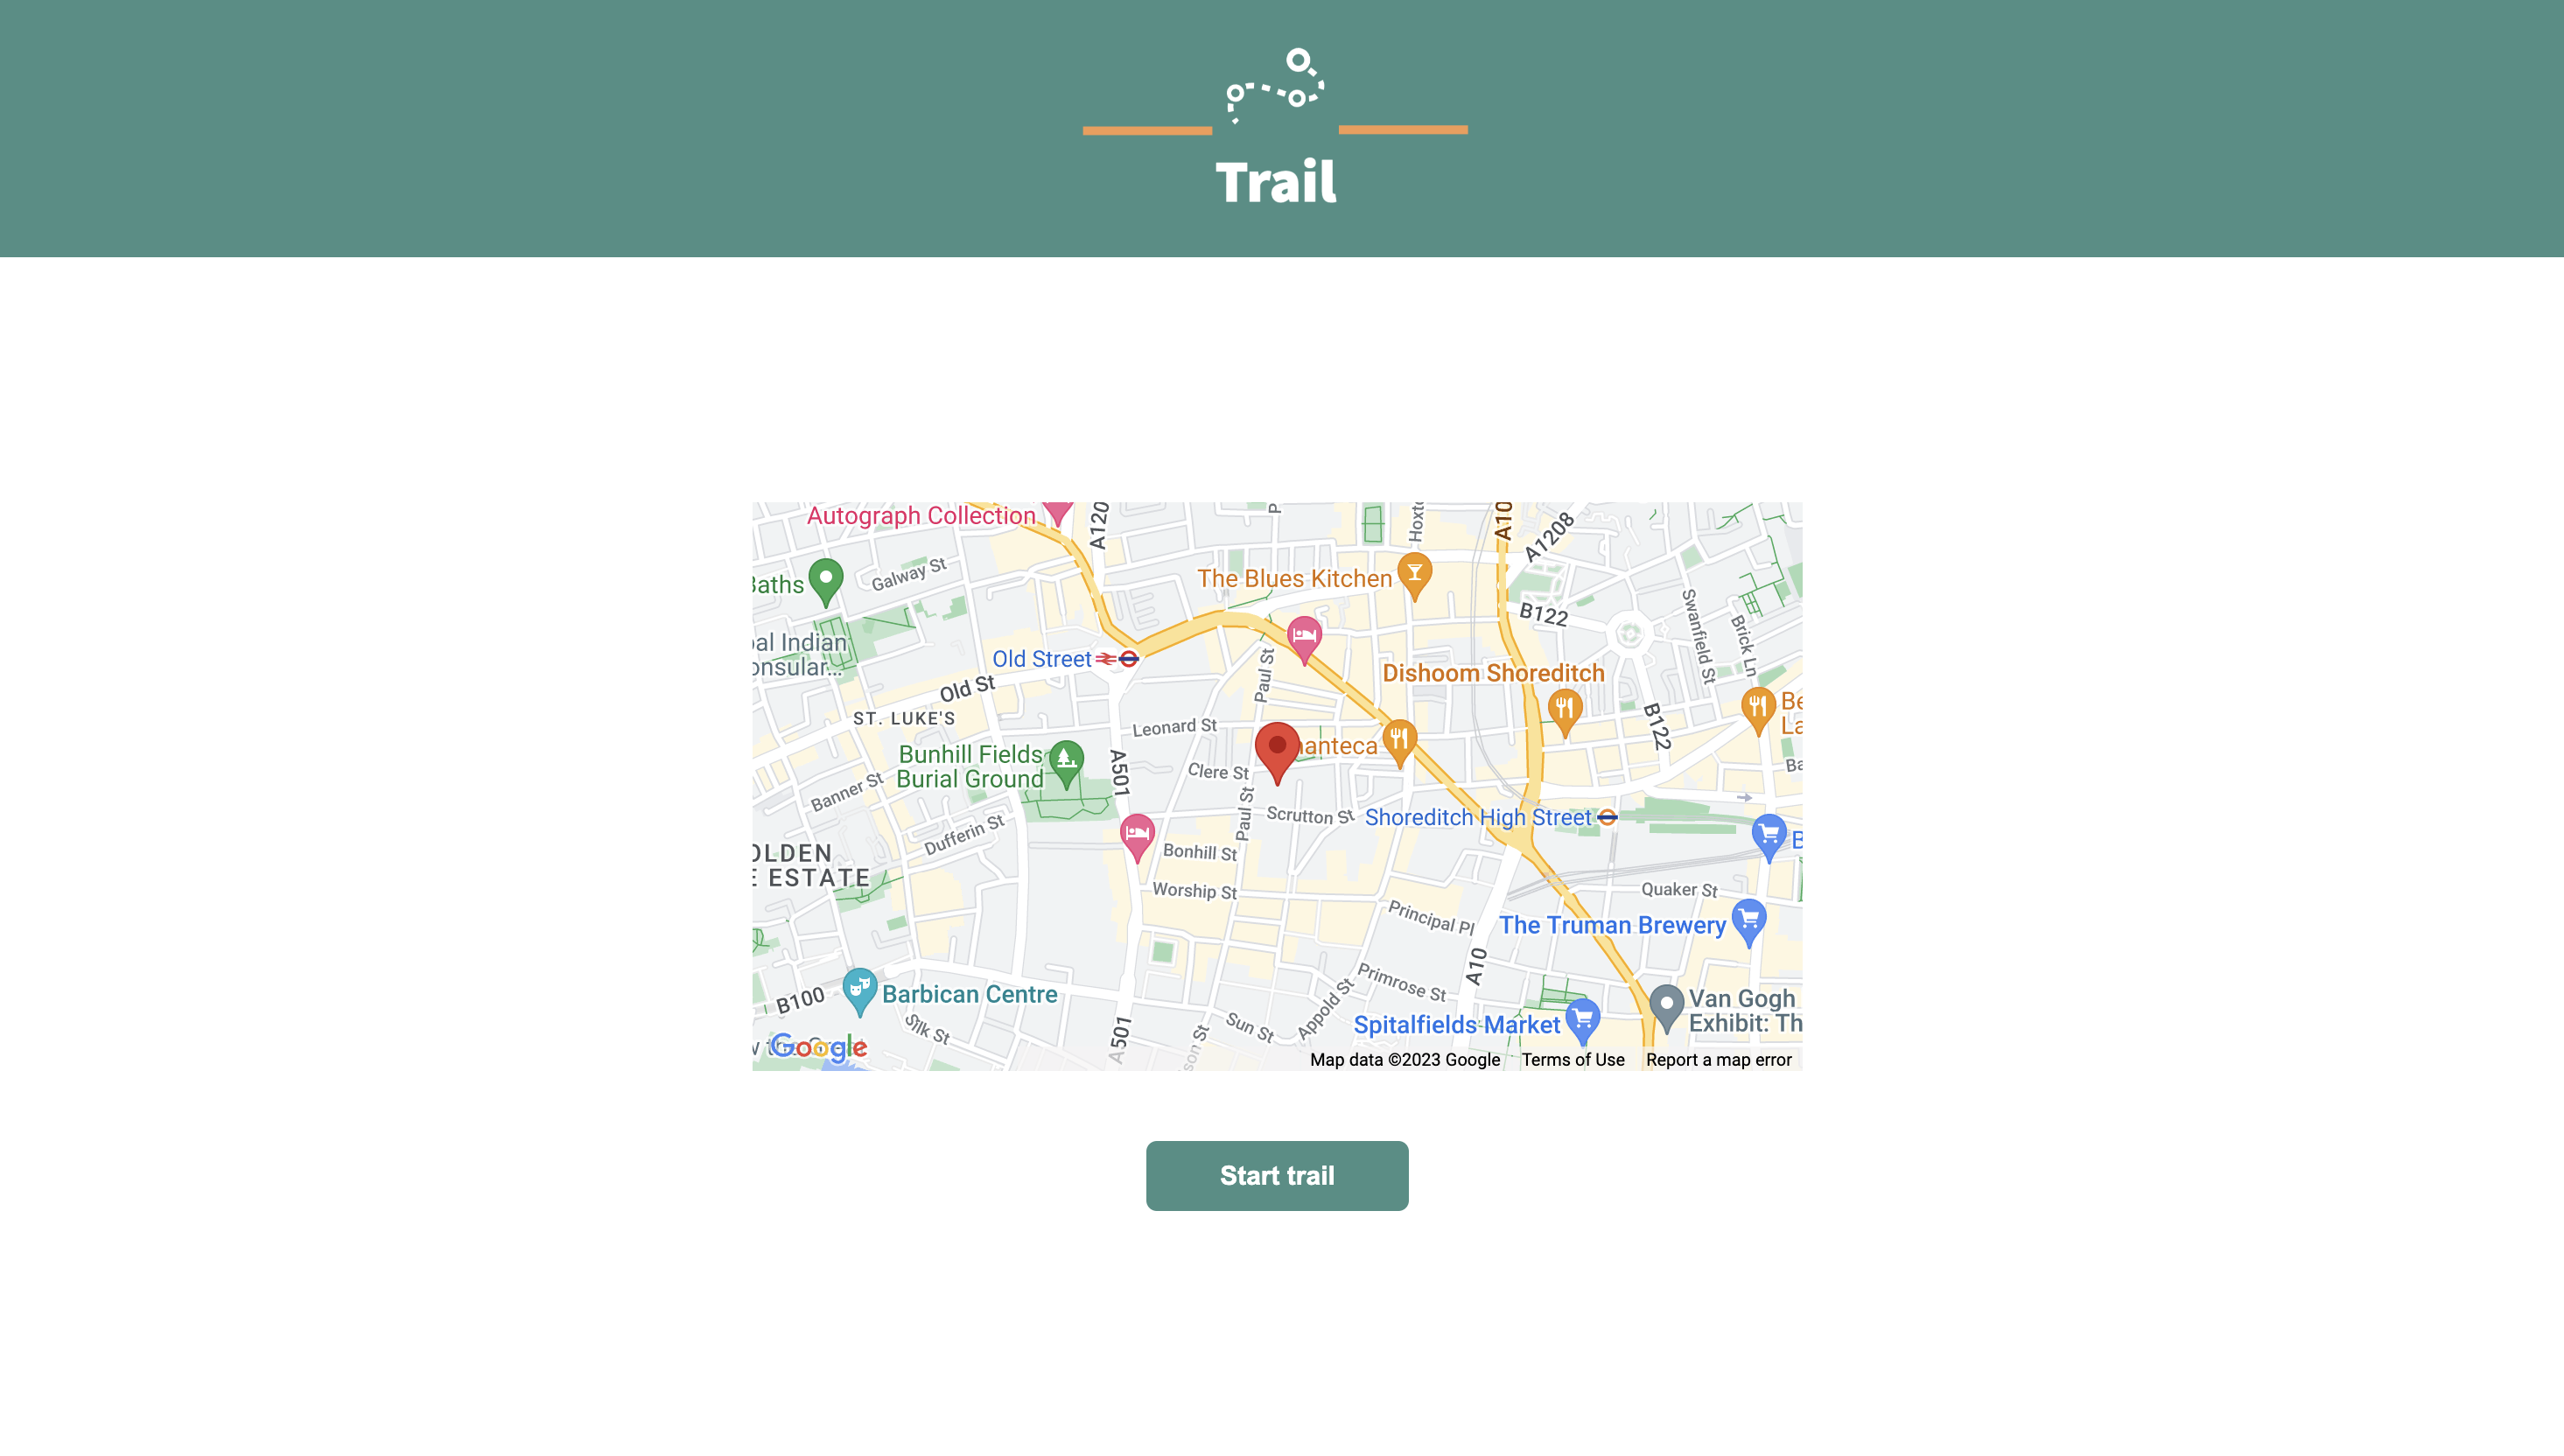 Trail
Autograph Collection
A120
P
Hoxt
A10
A1208
Galway St
The Blues Kitchen
Baths
B122
Swanfield St
Brick Ln
al Indian
onsular...
Old Street
Paul St
Dishoom Shoreditch
Old St
ST. LUKE'S
Leonard St
B122
Be
La
Bunhill Fields
Burial Ground
A501
manteca
Clere St
Ba
Banner St
Paul St
Scrutton St
Shoreditch High Street
Dufferin St
B
OLDEN
E ESTATE
Bonhill St
Worship St
Quaker St
Principal Pl
The Truman Brewery
A10
Primrose St
B100
Barbican Centre
Appold St
Van Gogh
Exhibit: Th
Silk St
A501
son St
Sun St
Spitalfields Market
Google
Map data ©2023 Google
Terms of Use
Report a map error
Start trail